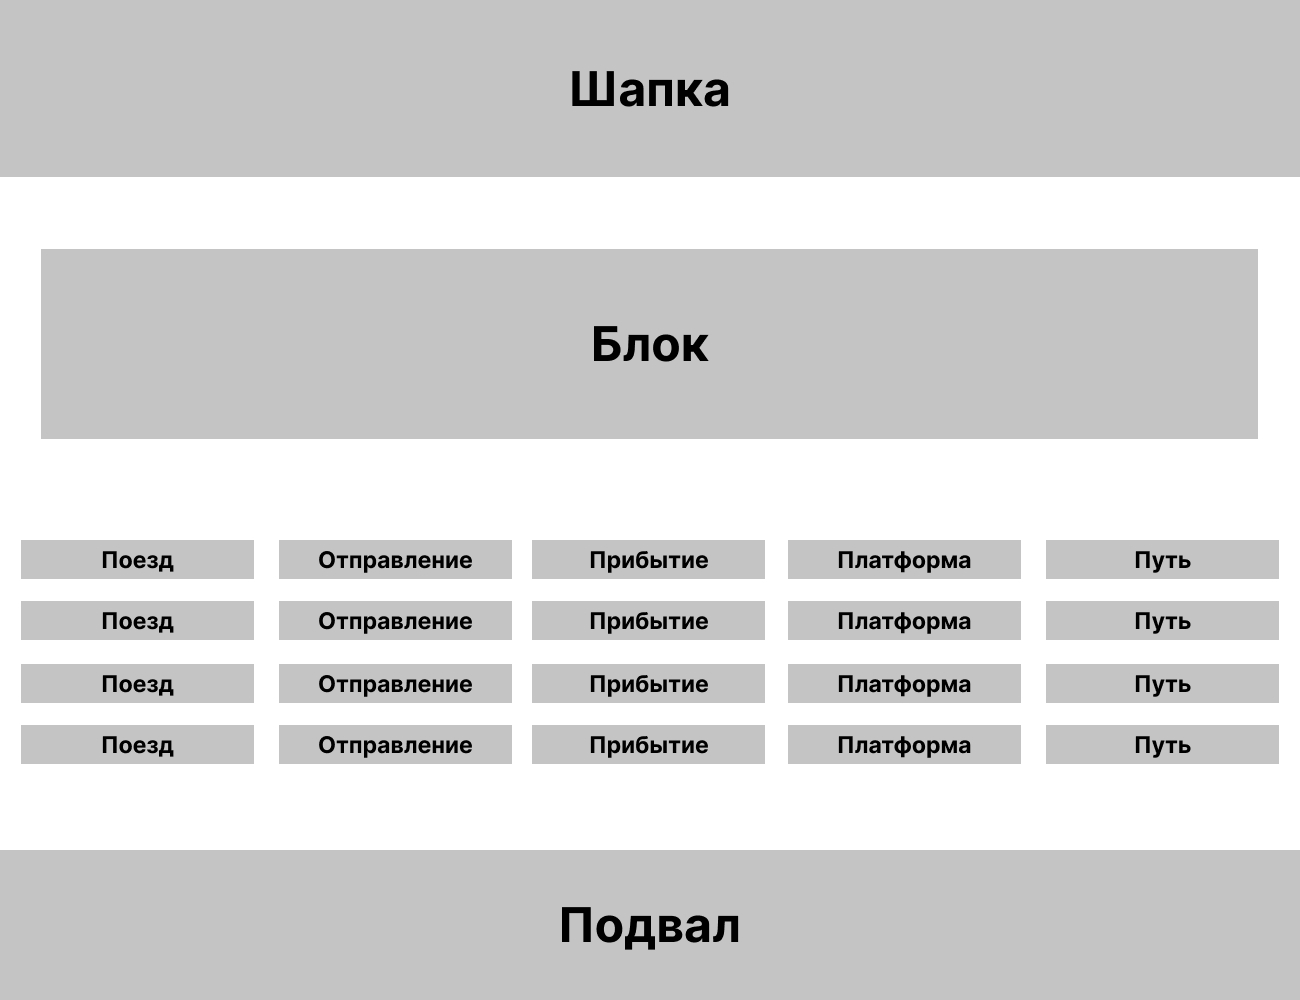 Шапка
Блок
Поезд Отправление Прибытие Платформа Путь
Поезд Отправление Прибытие Платформа Путь
Поезд Отправление Прибытие Платформа Путь
Поезд Отправление Прибытие Платформа Путь
Подвал